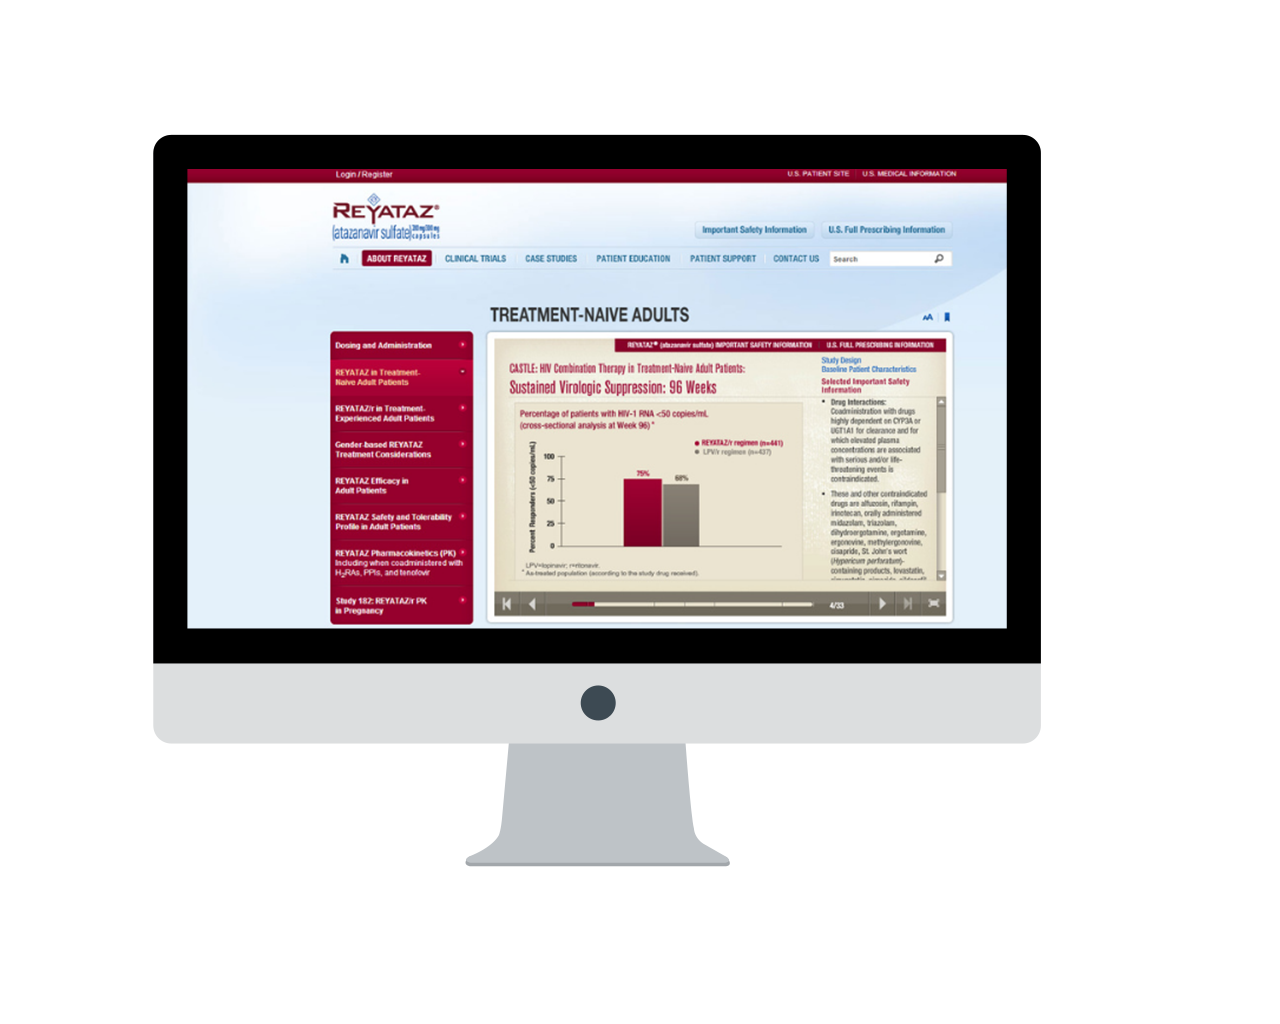 Login / Register
U.S. PATIENT SITE
U.S. MEDICAL INFORMATION
REYATAZ®
(atazanavir sulfate)
capsules
Important Safety Information
U.S. Full Prescribing Information
ABOUT REYATAZ
CLINICAL TRIALS
CASE STUDIES
PATIENT EDUCATION
PATIENT SUPPORT
CONTACT US
Search
TREATMENT-NAIVE ADULTS
AA
Dosing and Administration
REYATAZ in Treatment-
Naive Adult Patients
REYATAZ/r in Treatment-
Experienced Adult Patients
Gender-based REYATAZ
Treatment Considerations
REYATAZ Efficacy in
Adult Patients
REYATAZ Safety and Tolerability
Profile in Adult Patients
REYATAZ Pharmacokinetics (PK)
Including when coadministered with
H2RAs, PPIs, and tenofovir
Study 182: REYATAZ/r PK
in Pregnancy
REYATAZ® (atazanavir sulfate) IMPORTANT SAFETY INFORMATION
U.S. FULL PRESCRIBING INFORMATION
CASTLE: HIV Combination Therapy in Treatment-Naive Adult Patients:
Sustained Virologic Suppression: 96 Weeks
Percentage of patients with HIV-1 RNA <50 copies/mL
(cross-sectional analysis at Week 96)*
REYATAZ/r regimen (n=441)
LPV/r regimen (n=437)
Percent Responders (<50 copies/mL)
100
75
50
25
0
75%
68%
LPV=lopinavir; r=ritonavir.
* As-treated population (according to the study drug received).
Study Design
Baseline Patient Characteristics
Selected Important Safety
Information
• Drug Interactions:
Coadministration with drugs
highly dependent on CYP3A or
UGT1A1 for clearance and for
which elevated plasma
concentrations are associated
with serious and/or life-
threatening events is
contraindicated.
• These and other contraindicated
drugs are alfuzosin, rifampin,
irinotecan, orally administered
midazolam, triazolam,
dihydroergotamine, ergotamine,
ergonovine, methylergonovine,
cisapride, St. John's wort
(Hypericum perforatum)-
containing products, lovastatin,
4/33